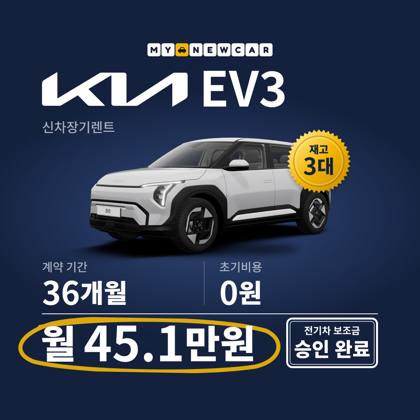 MY NEWCAR
KIA EV3
신차장기렌트
재고
3대
계약 기간
36개월
초기비용
0원
월 45.1만원
전기차 보조금
승인 완료